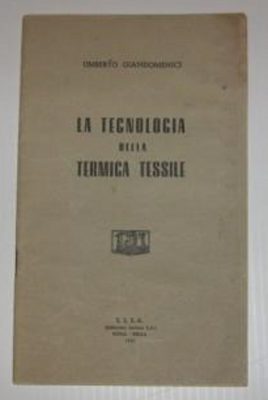 UMBERTO GIANDOMENICI
LA TECNOLOGIA
DELLA
TERMICA TESSILE